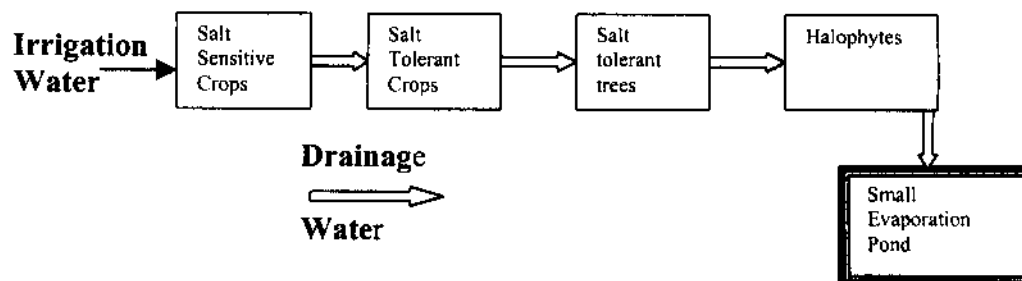 Irrigation
Water
Salt
Sensitive
Crops
Salt
Tolerant
Crops
Salt
tolerant
trees
Halophytes
Drainage
Water
Small
Evaporation
Pond